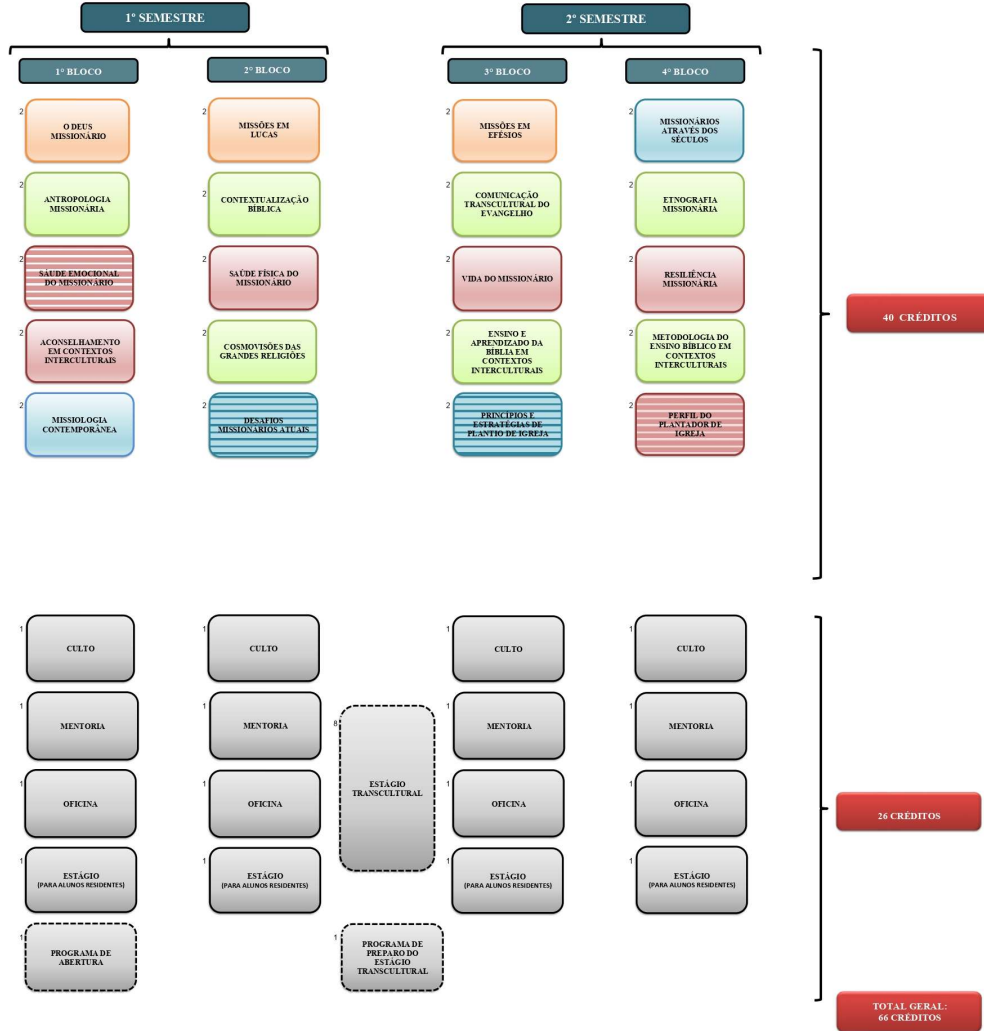 1º SEMESTRE
2º SEMESTRE
1° BLOCO
2° BLOCO
3° BLOCO
4° BLOCO
2
O DEUS
MISSIONÁRIO
2
MISSÕES EM
LUCAS
2
MISSÕES EM
EFÉSIOS
2
MISSIONÁRIOS
ATRAVÉS DOS
SÉCULOS
2
ANTROPOLOGIA
MISSIONÁRIA
2
CONTEXTUALIZAÇÃO
BÍBLICA
2
COMUNICAÇÃO
TRANSCULTURAL DO
EVANGELHO
2
ETNOGRAFIA
MISSIONÁRIA
2
SAÚDE EMOCIONAL
DO MISSIONÁRIO
2
SAÚDE FÍSICA DO
MISSIONÁRIO
2
VIDA DO MISSIONÁRIO
2
RESILIÊNCIA
MISSIONÁRIA
40 CRÉDITOS
2
ACONSELHAMENTO
EM CONTEXTOS
INTERCULTURAIS
2
COSMOVISÕES DAS
GRANDES RELIGIÕES
2
ENSINO E
APRENDIZADO DA
BÍBLIA EM
CONTEXTOS
INTERCULTURAIS
2
METODOLOGIA DO
ENSINO BÍBLICO EM
CONTEXTOS
INTERCULTURAIS
2
MISSIOLOGIA
CONTEMPORÂNEA
2
DESAFIOS
MISSIONÁRIOS ATUAIS
2
PRINCÍPIOS E
ESTRATÉGIAS DE
PLANTIO DE IGREJA
2
PERFIL DO
PLANTADOR DE
IGREJA
1
CULTO
1
CULTO
1
CULTO
1
CULTO
1
MENTORIA
1
MENTORIA
8
ESTÁGIO
TRANSCULTURAL
1
MENTORIA
1
MENTORIA
1
OFICINA
1
OFICINA
1
OFICINA
1
OFICINA
26 CRÉDITOS
1
ESTÁGIO
(PARA ALUNOS RESIDENTES)
1
ESTÁGIO
(PARA ALUNOS RESIDENTES)
1
ESTÁGIO
(PARA ALUNOS RESIDENTES)
1
ESTÁGIO
(PARA ALUNOS RESIDENTES)
1
PROGRAMA DE
ABERTURA
1
PROGRAMA DE
PREPARO DO
ESTÁGIO
TRANSCULTURAL
TOTAL GERAL:
66 CRÉDITOS